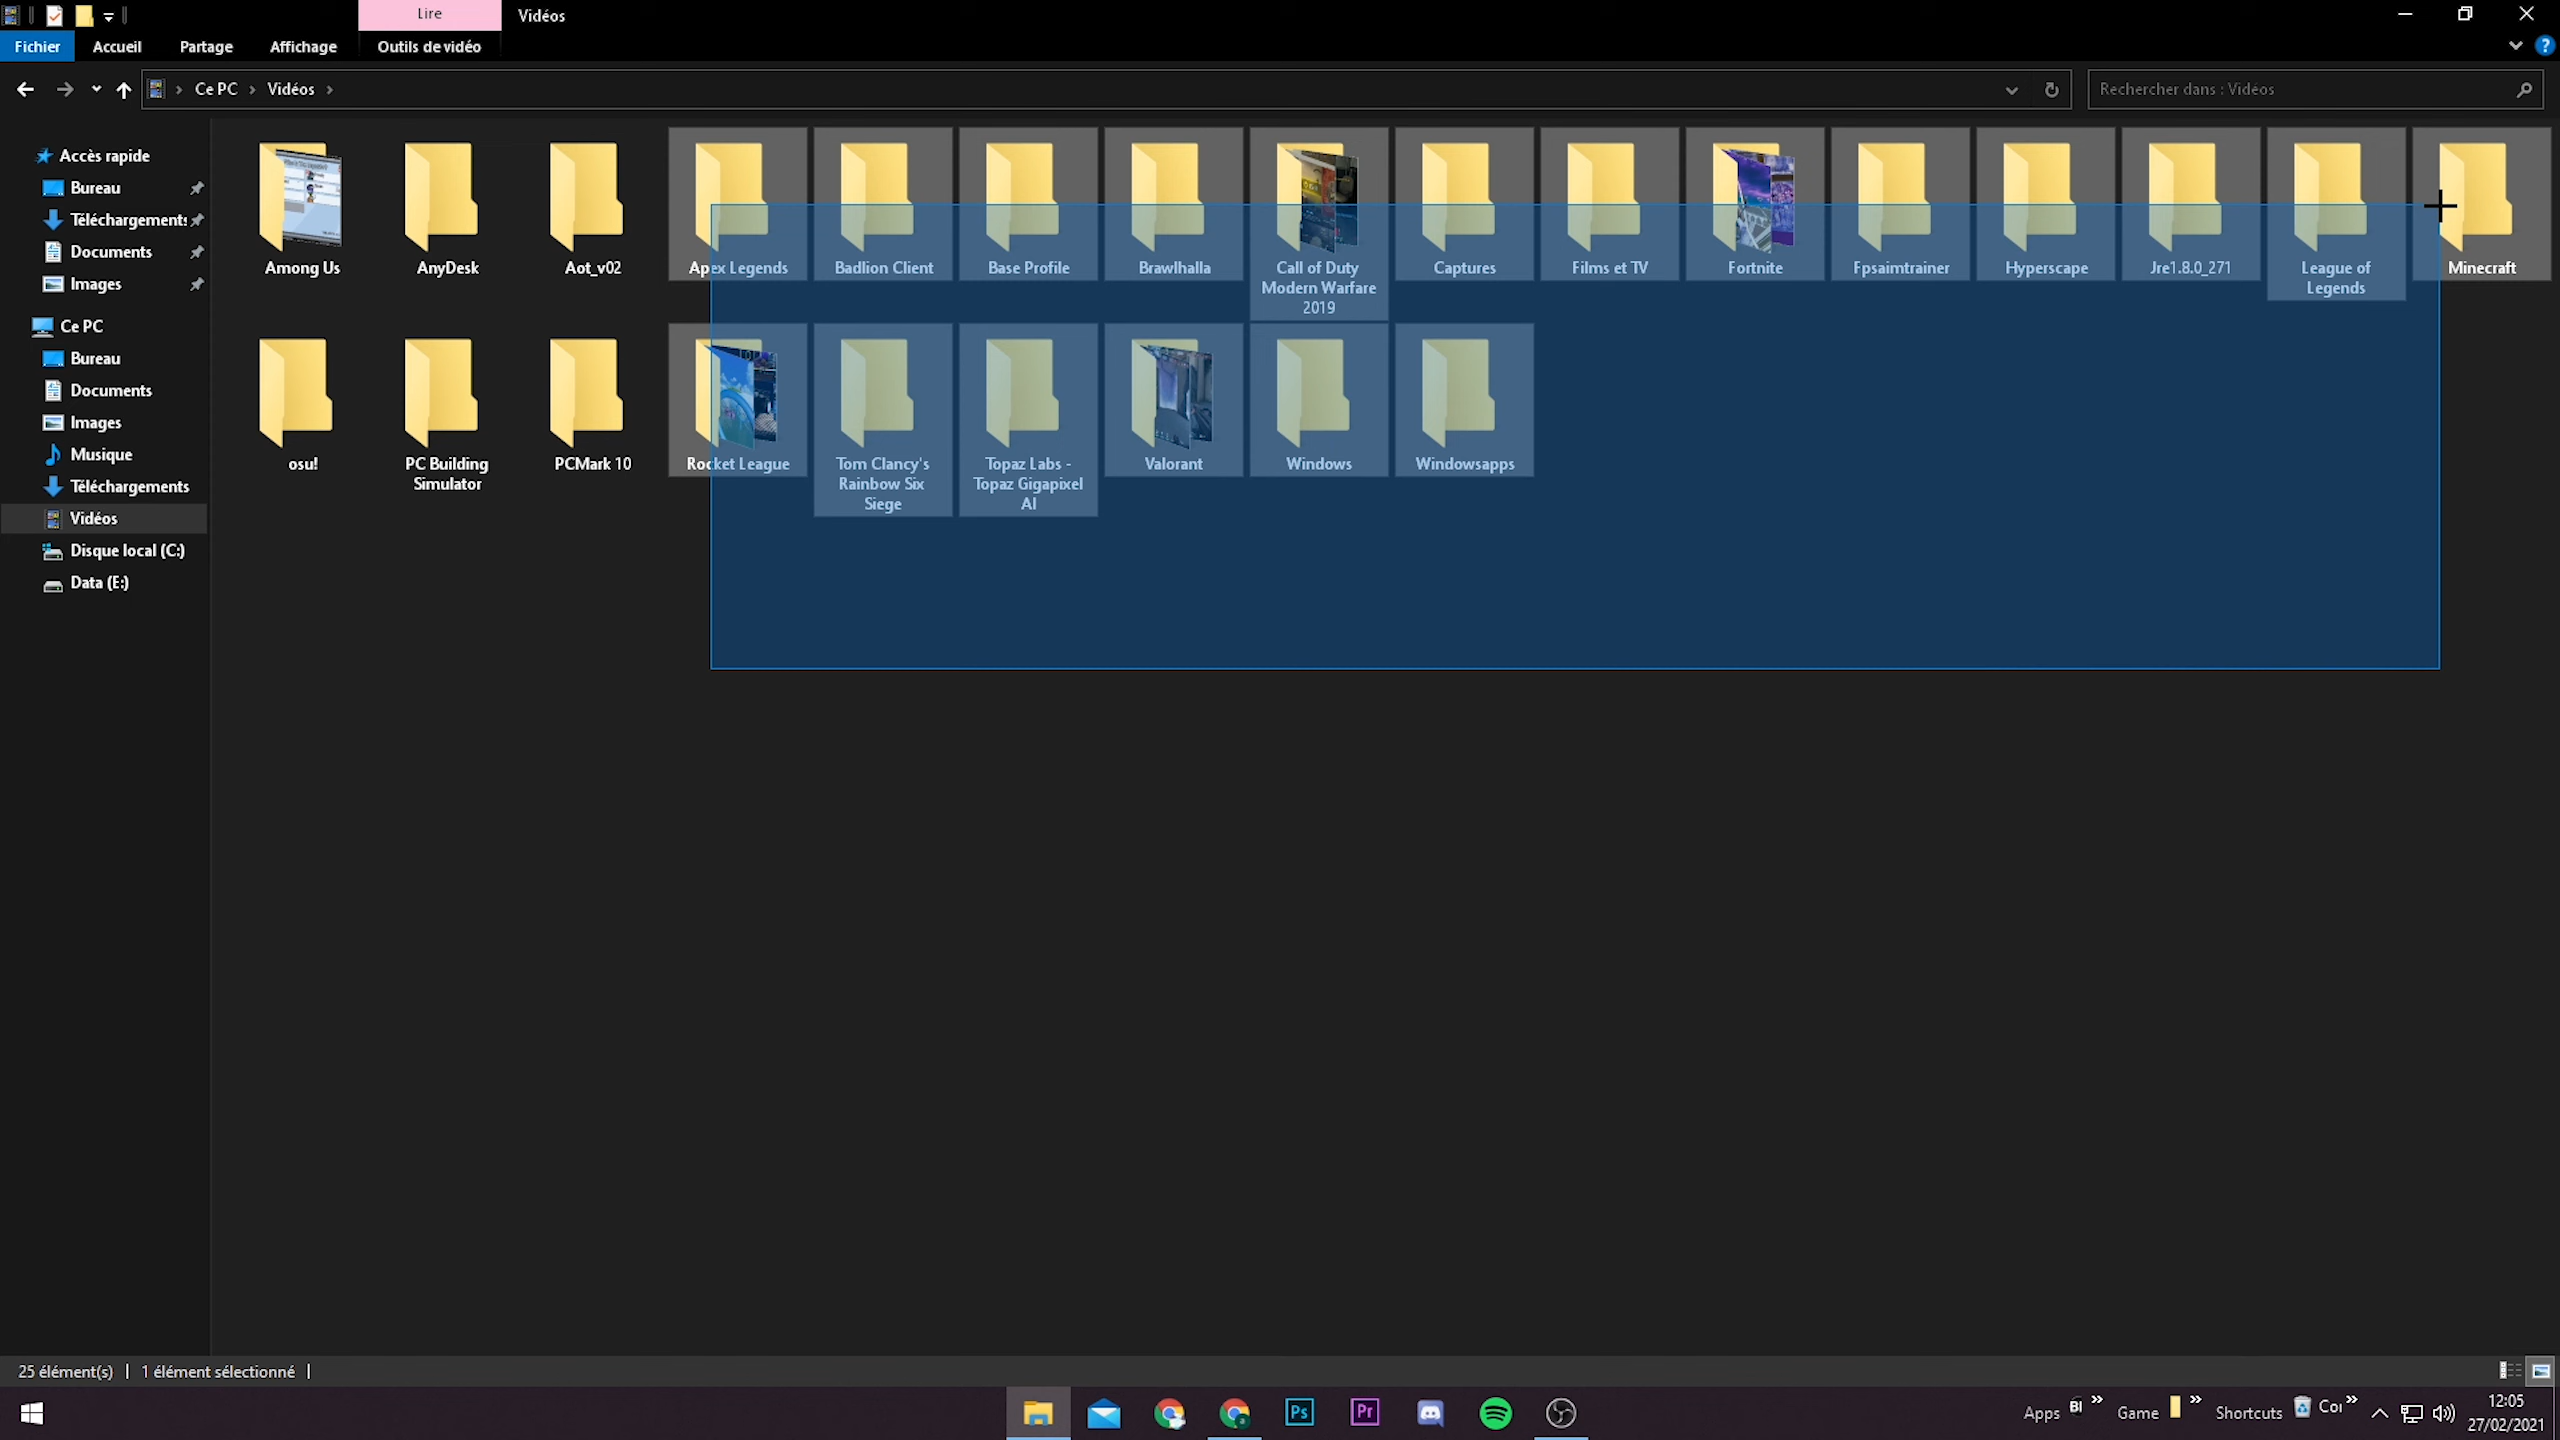 Lire
Vidéos
Fichier
Accueil
Partage
Affichage
Outils de vidéo
Ce PC
Vidéos
Rechercher dans : Vidéos
Accès rapide
Bureau
Téléchargements
Documents
Images
Ce PC
Bureau
Documents
Images
Musique
Téléchargements
Vidéos
Disque local (C:)
Data (E:)
Among Us
AnyDesk
Aot_v02
Apex Legends
Badlion Client
Base Profile
Brawlhalla
Call of Duty
Modern Warfare
2019
Captures
Films et TV
Fortnite
Fpsaimtrainer
Hyperscape
Jre1.8.0_271
League of
Legends
Minecraft
osu!
PC Building
Simulator
PCMark 10
Rocket League
Tom Clancy's
Rainbow Six
Siege
Topaz Labs -
Topaz Gigapixel
AI
Valorant
Windows
Windowsapps
25 élément(s)
1 élément sélectionné
Ps
Pr
Apps
Game
Shortcuts
12:05
27/02/2021